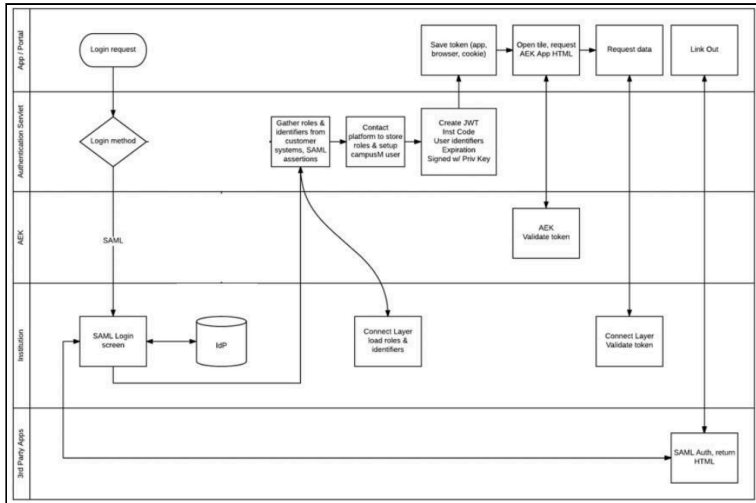 App / Portal
Login request
Save token (app,
browser, cookie)
Open tile, request
AEK App HTML
Request data
Link Out
Authentication Servlet
Login method
Gather roles &
identifiers from
customer
systems, SAML
assertions
Contact
platform to store
roles & setup
campusM user
Create JWT
Inst Code
User identifiers
Expiration
Signed w/ Priv Key
AEK
SAML
AEK
Validate token
Institution
SAML Login
screen
IdP
Connect Layer
load roles &
identifiers
Connect Layer
Validate token
3rd Party Apps
SAML Auth, return
HTML